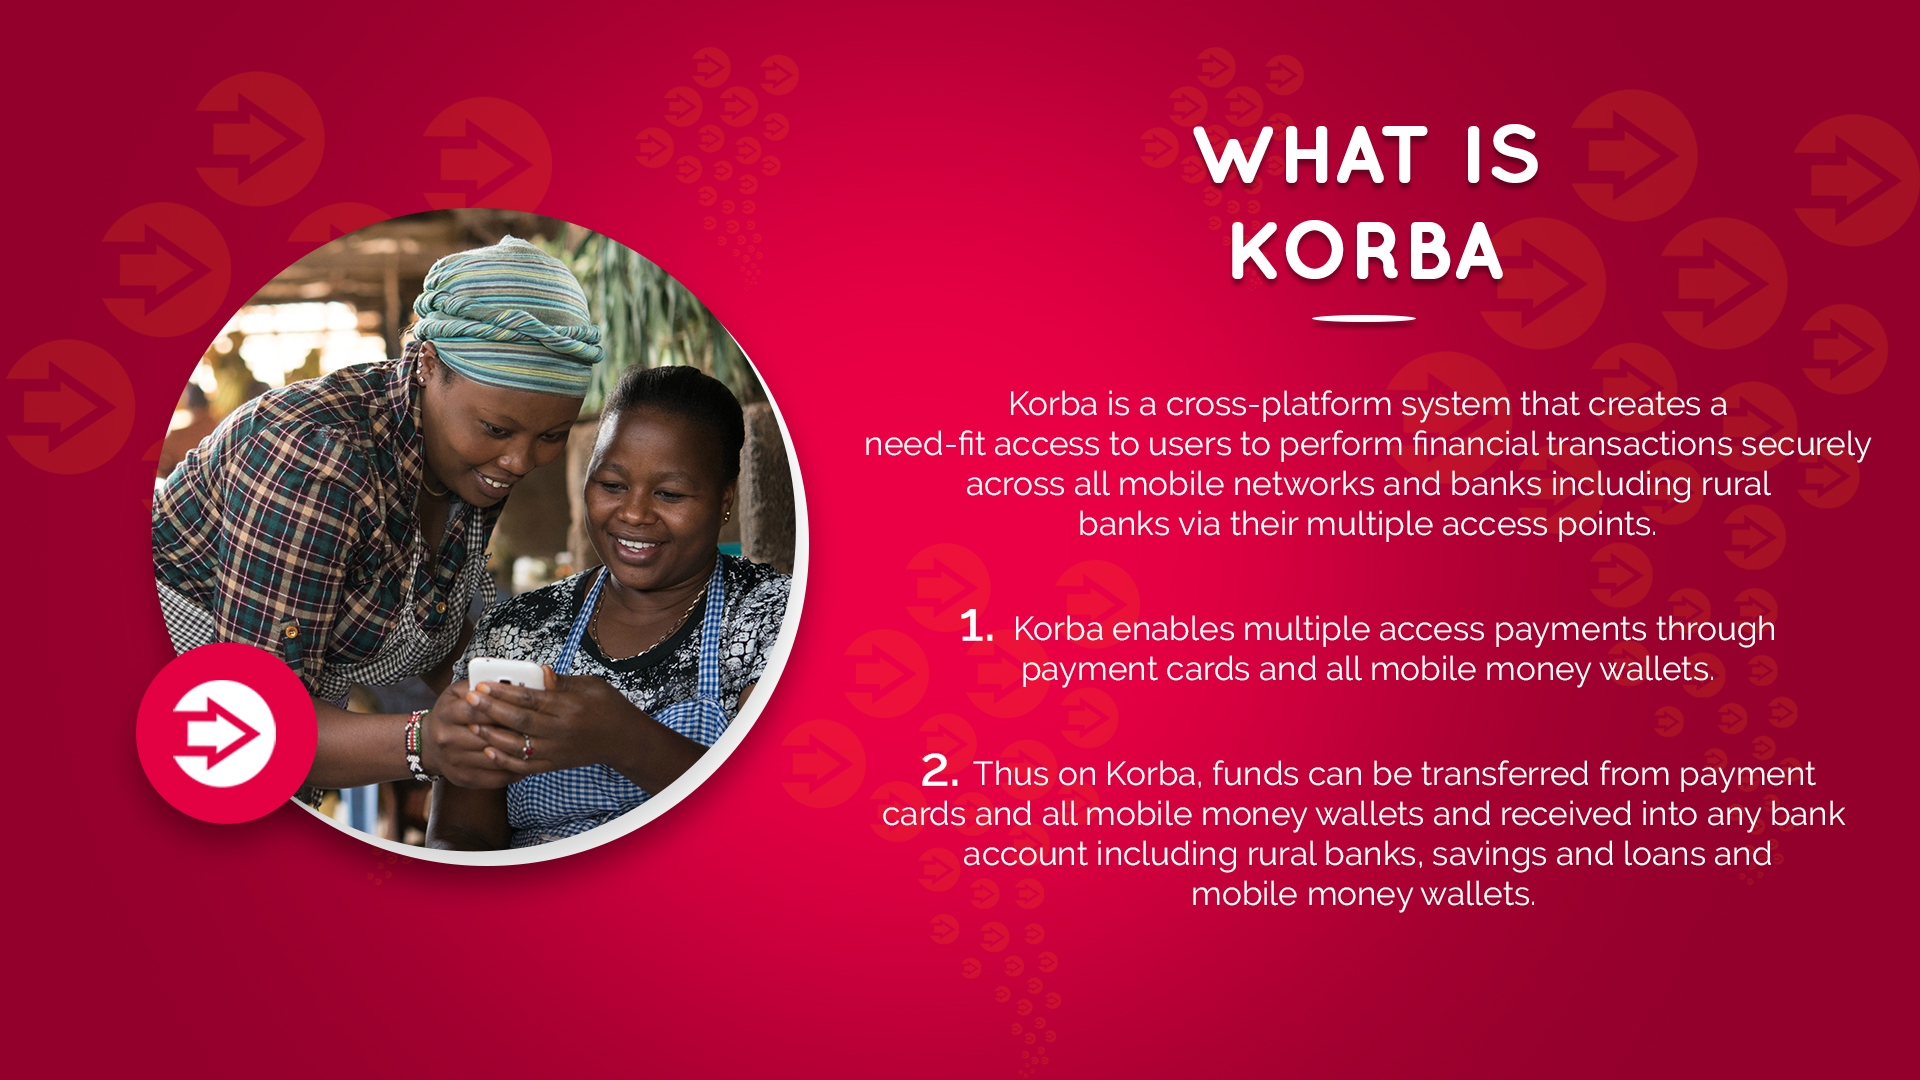 WHAT IS
KORBA
Korba is a cross-platform system that creates a
need-fit access to users to perform financial transactions securely
across all mobile networks and banks including rural
banks via their multiple access points.
1. Korba enables multiple access payments through
payment cards and all mobile money wallets.
2. Thus on Korba, funds can be transferred from payment
cards and all mobile money wallets and received into any bank
account including rural banks, savings and loans and
mobile money wallets.